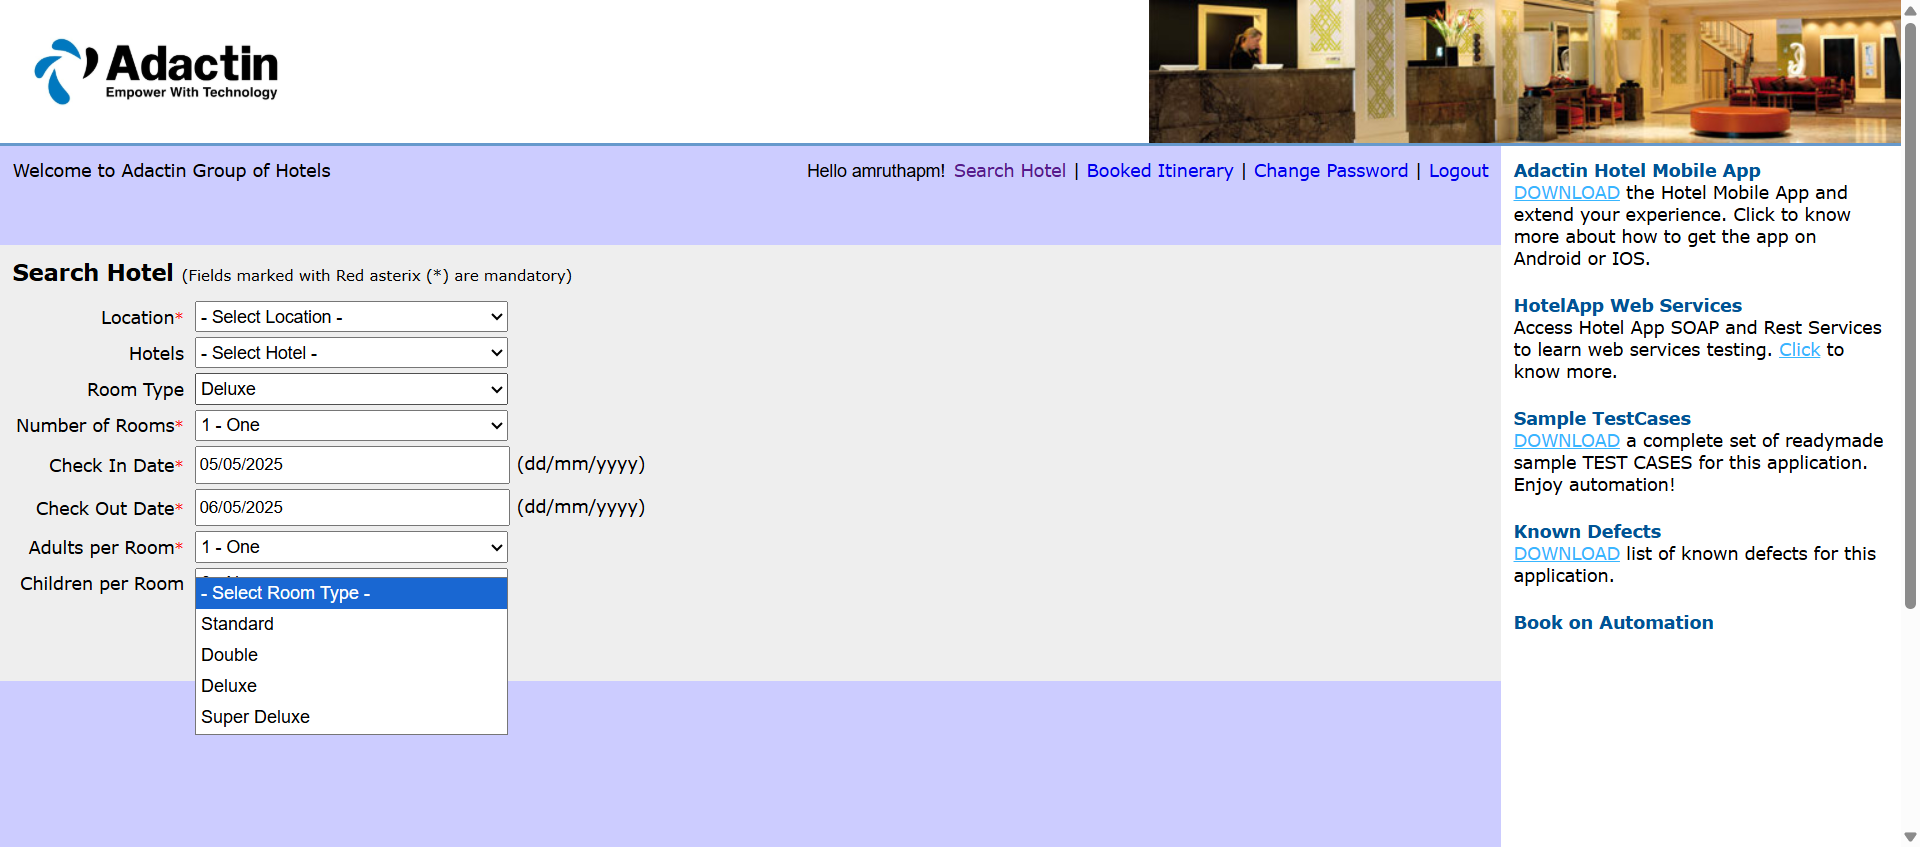 Adactin
Empower With Technology
Welcome to Adactin Group of Hotels
Hello amruthapm! Search Hotel | Booked Itinerary | Change Password | Logout
Search Hotel (Fields marked with Red asterix (*) are mandatory)
Location* - Select Location -
Hotels - Select Hotel -
Room Type Deluxe
Number of Rooms* 1 - One
Check In Date* 05/05/2025 (dd/mm/yyyy)
Check Out Date* 06/05/2025 (dd/mm/yyyy)
Adults per Room* 1 - One
Children per Room
- Select Room Type -
Standard
Double
Deluxe
Super Deluxe
Adactin Hotel Mobile App
DOWNLOAD the Hotel Mobile App and
extend your experience. Click to know
more about how to get the app on
Android or IOS.
HotelApp Web Services
Access Hotel App SOAP and Rest Services
to learn web services testing. Click to
know more.
Sample TestCases
DOWNLOAD a complete set of readymade
sample TEST CASES for this application.
Enjoy automation!
Known Defects
DOWNLOAD list of known defects for this
application.
Book on Automation